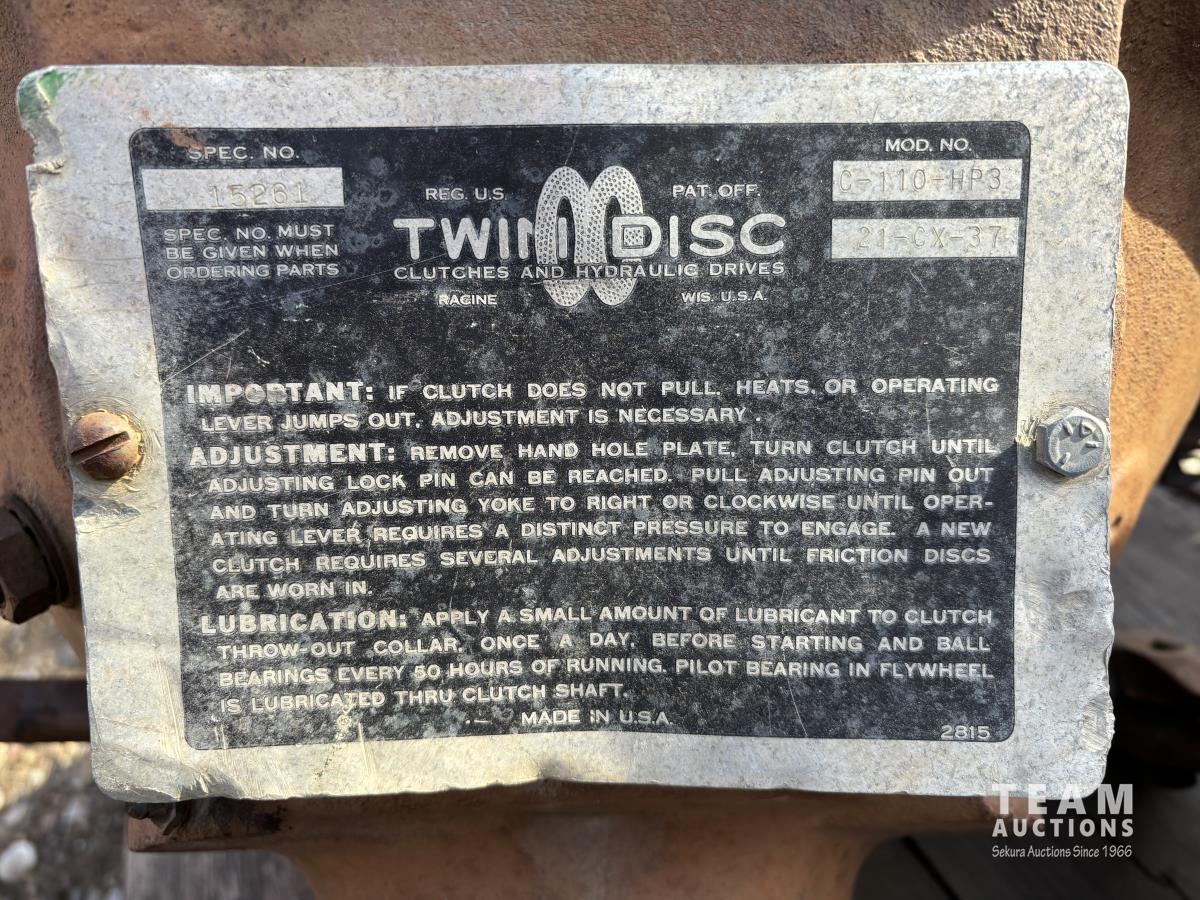 SPEC. NO.
15261
SPEC. NO. MUST
BE GIVEN WHEN
ORDERING PARTS
REG. U.S. PAT. OFF.
TWIN DISC
CLUTCHES AND HYDRAULIC DRIVES
RACINE WIS. U.S.A.
MOD. NO.
C-110-HP3
21-CX-37
IMPORTANT: IF CLUTCH DOES NOT PULL, HEATS, OR OPERATING
LEVER JUMPS OUT, ADJUSTMENT IS NECESSARY.
ADJUSTMENT: REMOVE HAND HOLE PLATE, TURN CLUTCH UNTIL
ADJUSTING LOCK PIN CAN BE REACHED. PULL ADJUSTING PIN OUT
AND TURN ADJUSTING YOKE TO RIGHT OR CLOCKWISE UNTIL OPER-
ATING LEVER REQUIRES A DISTINCT PRESSURE TO ENGAGE. A NEW
CLUTCH REQUIRES SEVERAL ADJUSTMENTS UNTIL FRICTION DISCS
ARE WORN IN.
LUBRICATION: APPLY A SMALL AMOUNT OF LUBRICANT TO CLUTCH
THROW-OUT COLLAR, ONCE A DAY, BEFORE STARTING AND BALL
BEARINGS EVERY 50 HOURS OF RUNNING. PILOT BEARING IN FLYWHEEL
IS LUBRICATED THRU CLUTCH SHAFT.
MADE IN U.S.A.
2815
TEAM
AUCTIONS
Sekura Auctions Since 1966